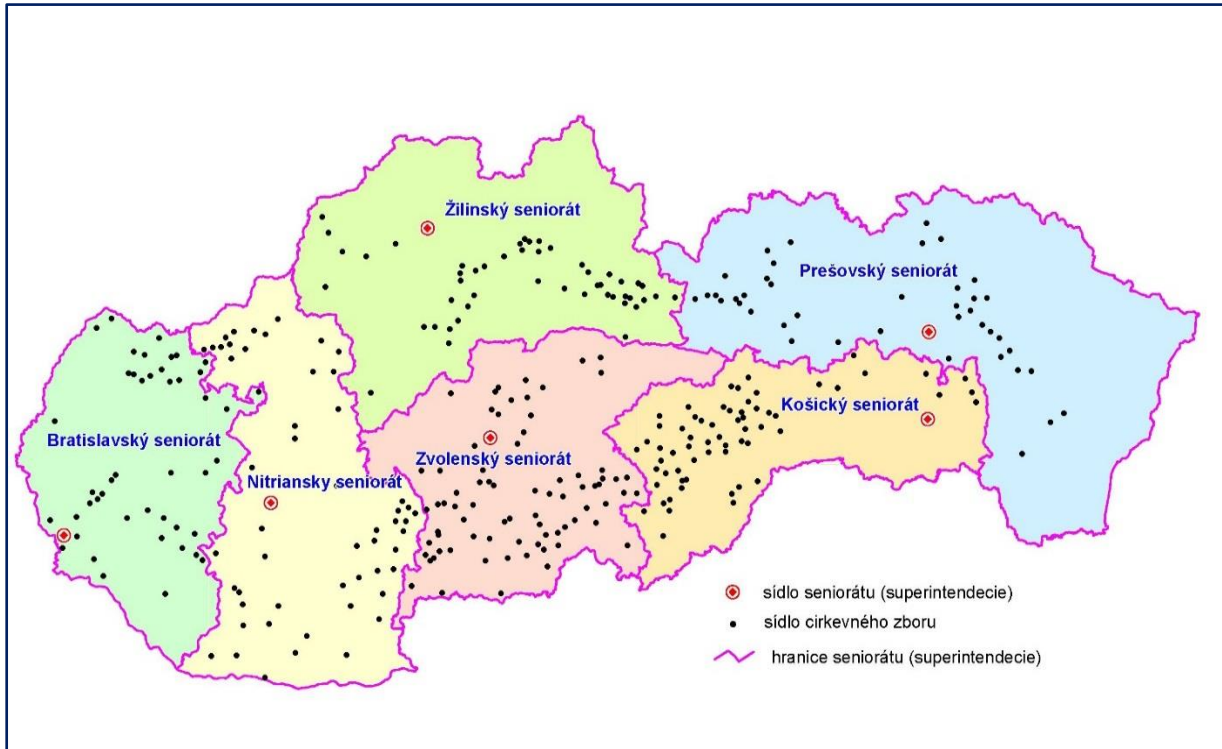 Žilinský seniorát
Prešovský seniorát
Košický seniorát
Bratislavský seniorát
Zvolenský seniorát
Nitriansky seniorát
sídlo seniorátu (superintendecie)
sídlo cirkevného zboru
hranice seniorátu (superintendecie)